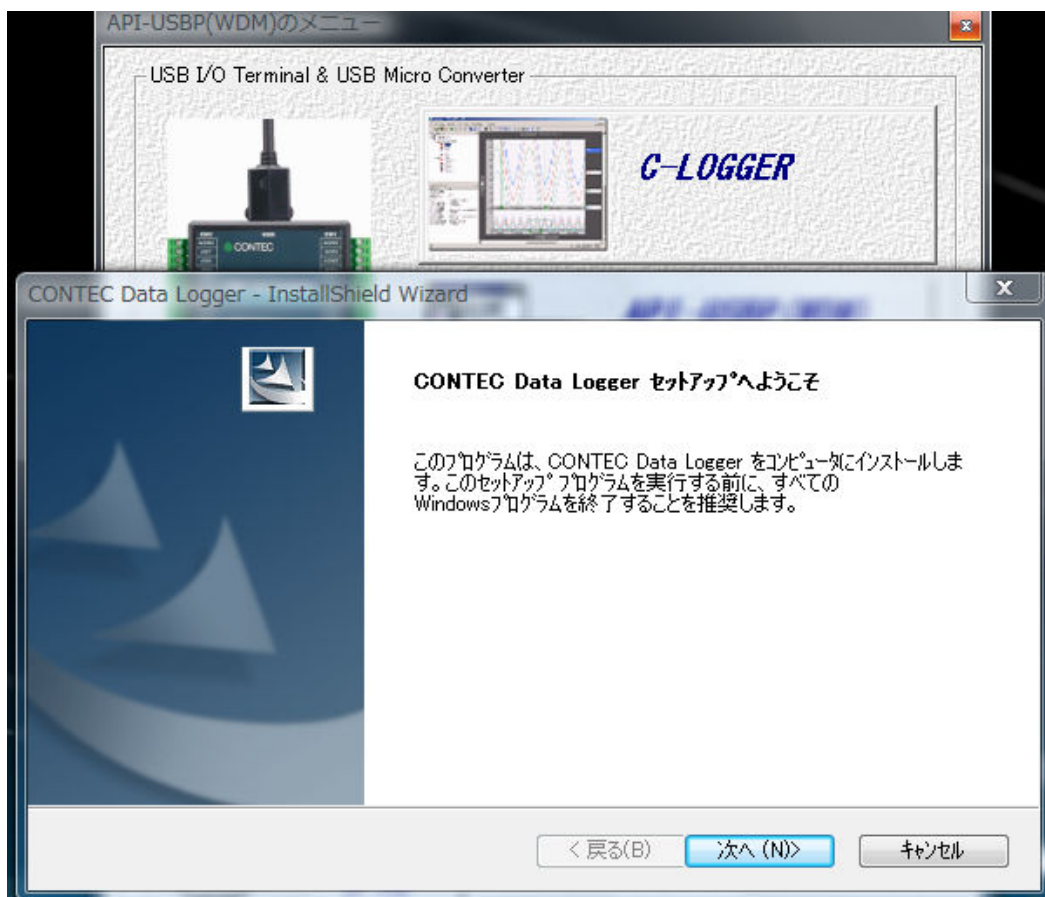 API-USBP(WDM)のメニュー
USB I/O Terminal & USB Micro Converter
C-LOGGER
CONTEC
CONTEC Data Logger - InstallShield Wizard
CONTEC Data Logger セットアップへようこそ
このプログラムは、CONTEC Data Logger をコンピュータにインストールしま
す。このセットアップ プログラムを実行する前に、すべての
Windowsプログラムを終了することを推奨します。
< 戻る(B)
次へ (N)>
キャンセル